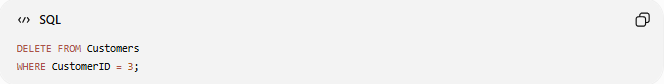 SQL
DELETE FROM Customers
WHERE CustomerID = 3;